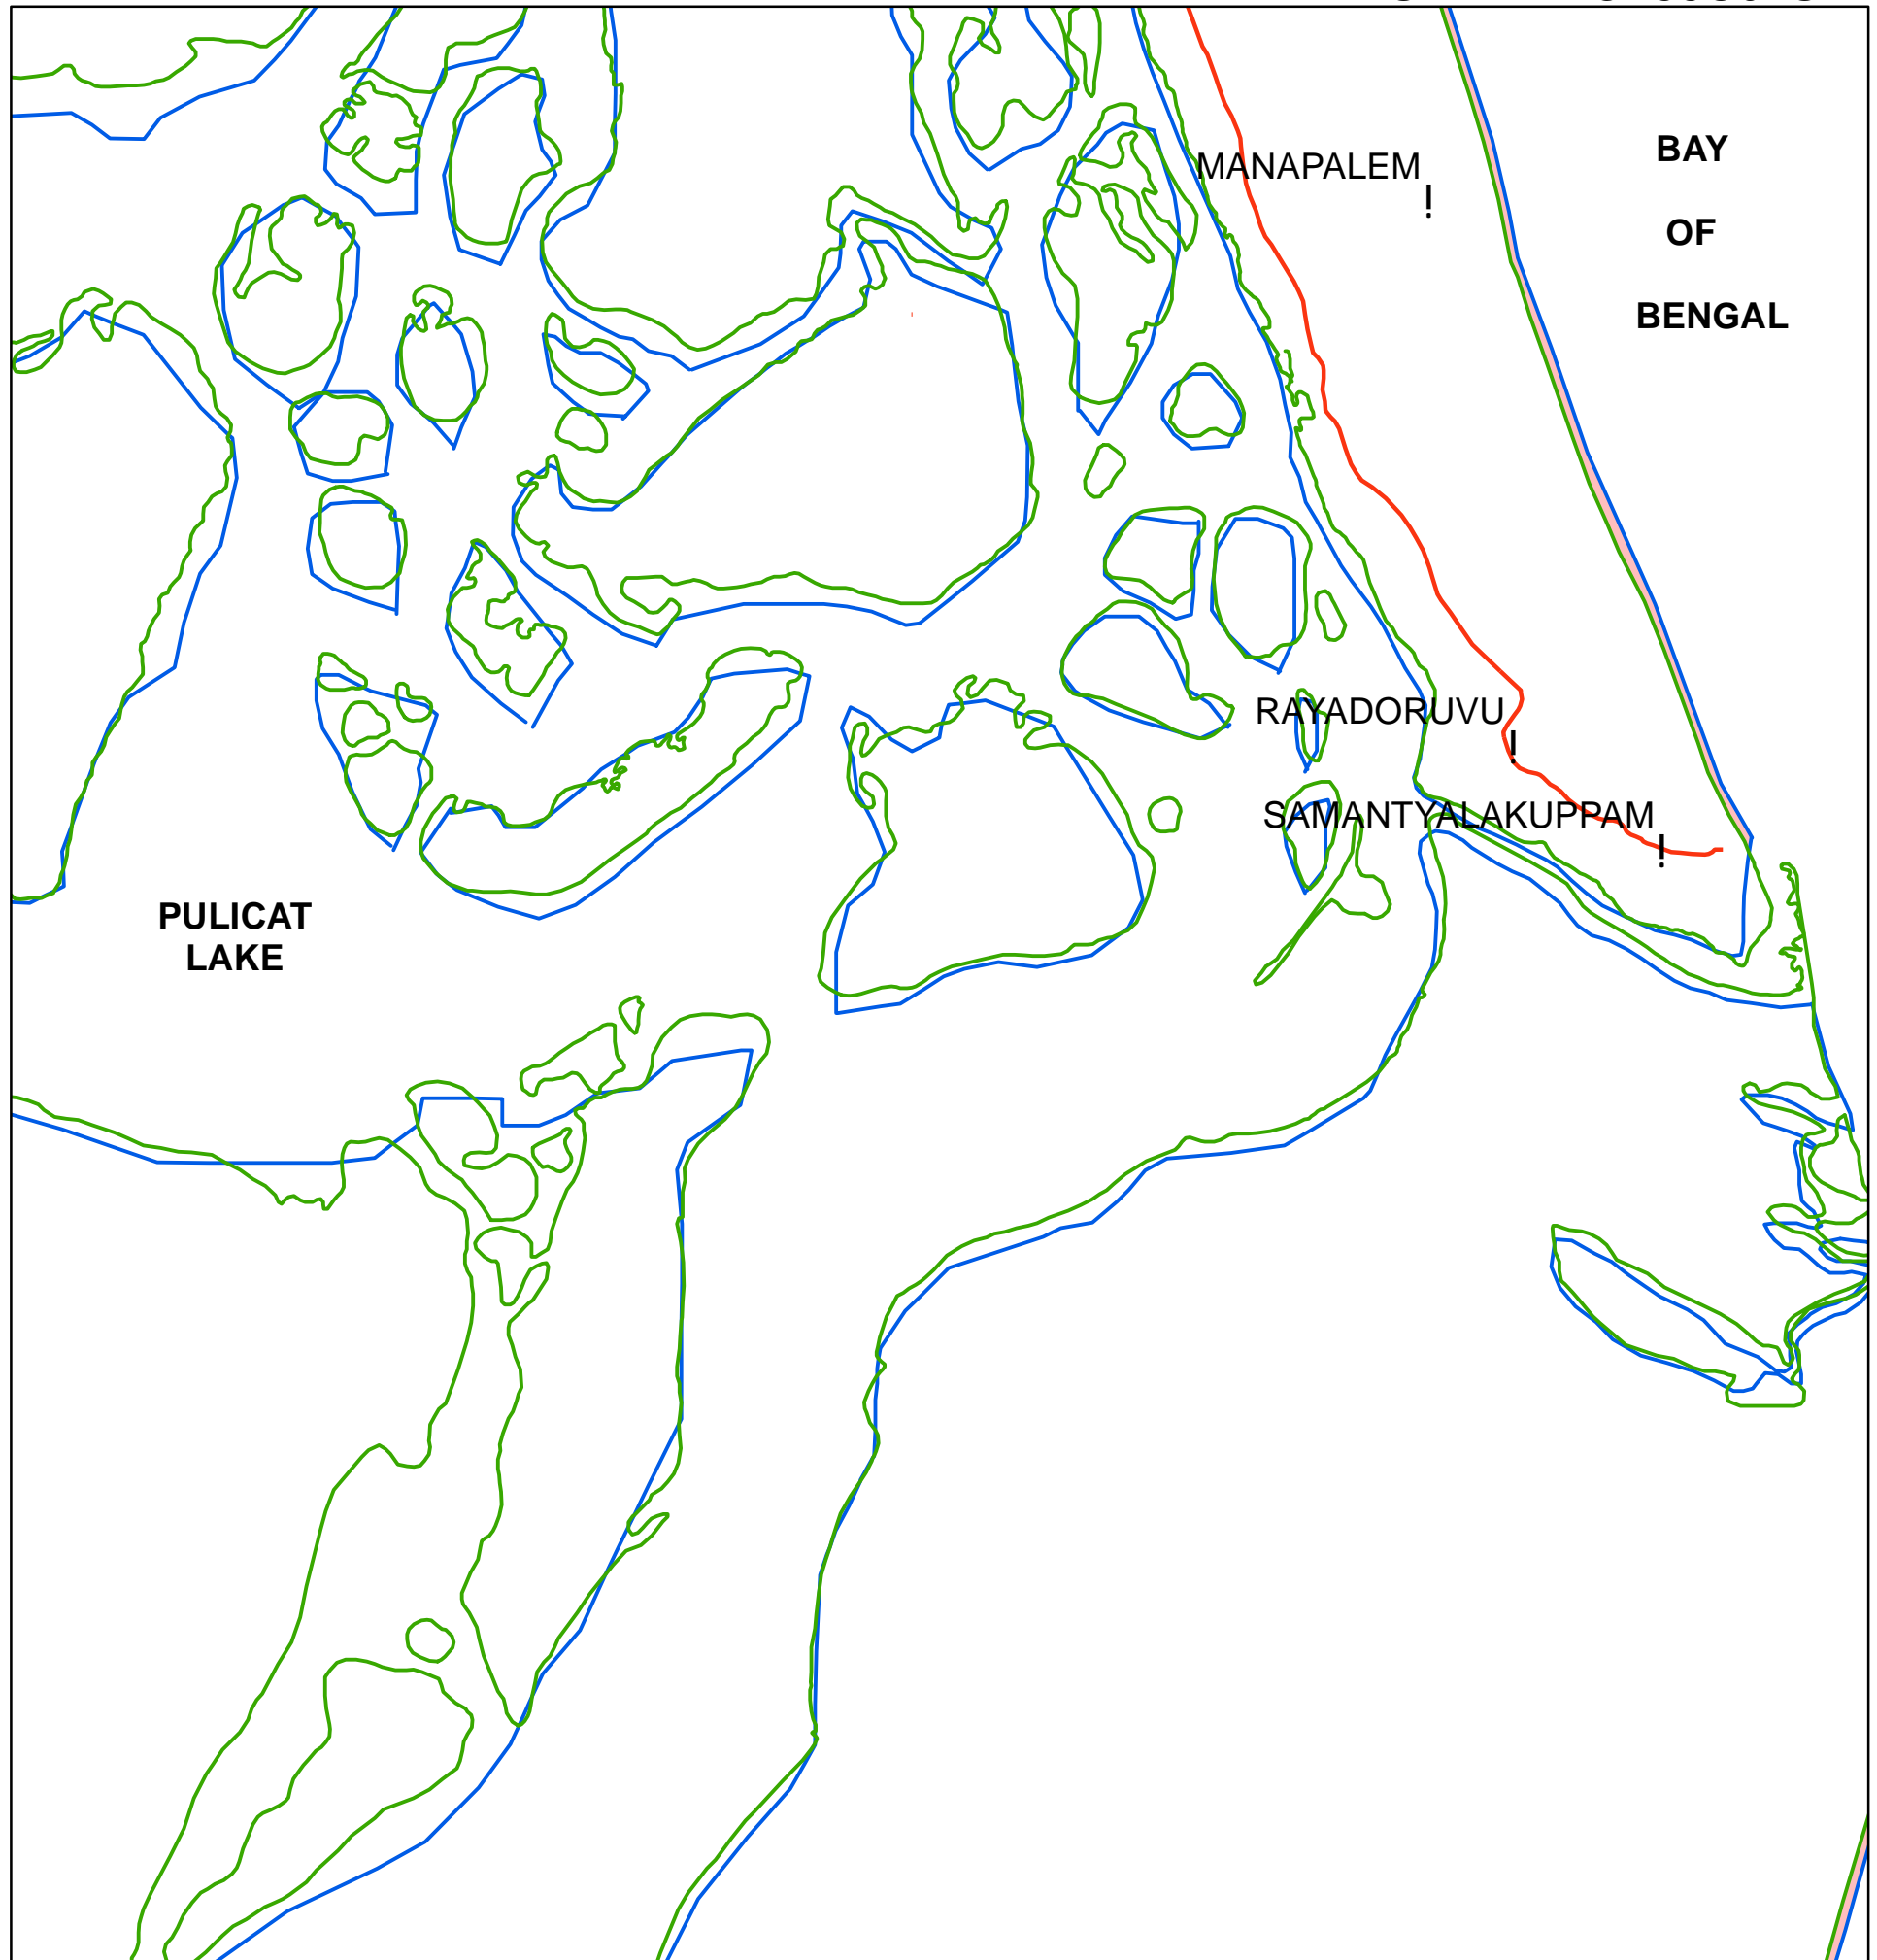 MANAPALEM
BAY
OF
BENGAL
RAYADORUVU
SAMANTYALAKUPPAM
PULICAT
LAKE